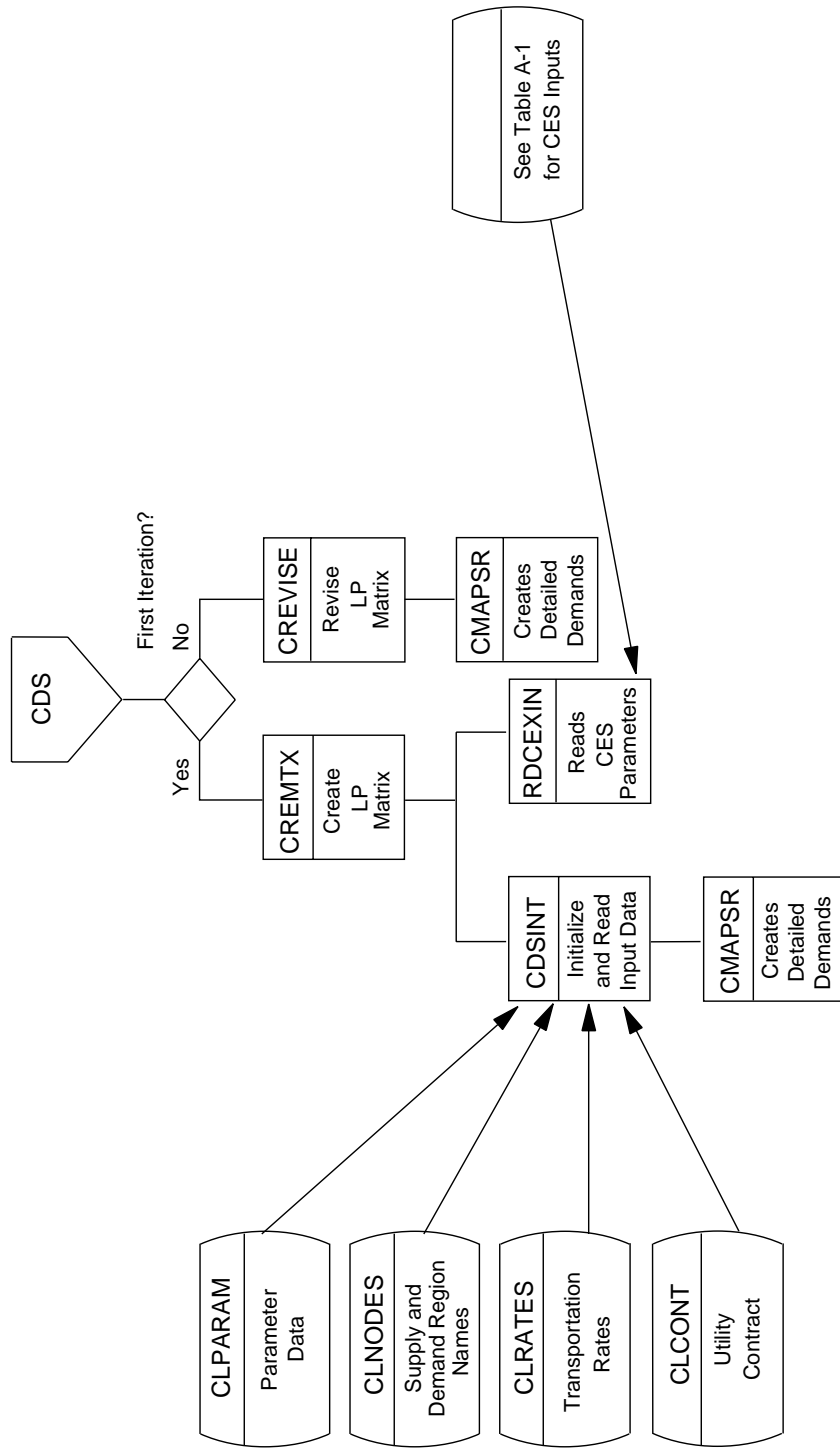 CDS
First Iteration?
Yes
No
CREMTX
Create
LP
Matrix
CREVISE
Revise
LP
Matrix
CDSINT
Initialize
and Read
Input Data
RDCEXIN
Reads
CES
Parameters
CMAPSR
Creates
Detailed
Demands
CMAPSR
Creates
Detailed
Demands
CLPARAM
Parameter
Data
CLNODES
Supply and
Demand Region
Names
CLRATES
Transportation
Rates
CLCONT
Utility
Contract
See Table A-1
for CES Inputs